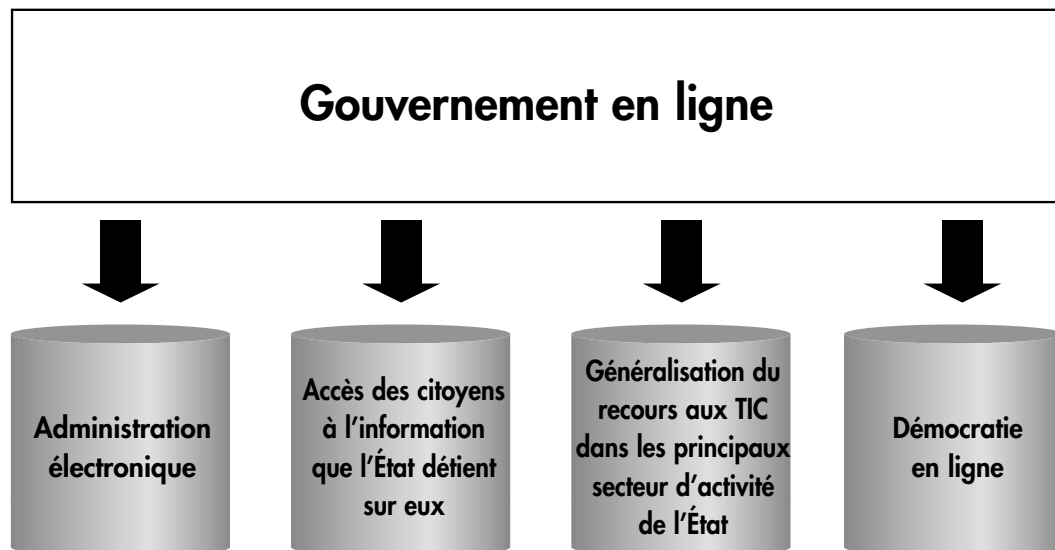 Gouvernement en ligne
Administration
électronique
Accès des citoyens
à l'information
que l'État détient
sur eux
Généralisation du
recours aux TIC
dans les principaux
secteur d'activité
de l'État
Démocratie
en ligne